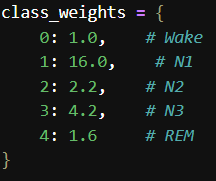 class_weights = {
    0: 1.0,    # Wake
    1: 16.0,    # N1
    2: 2.2,    # N2
    3: 4.2,    # N3
    4: 1.6     # REM
}